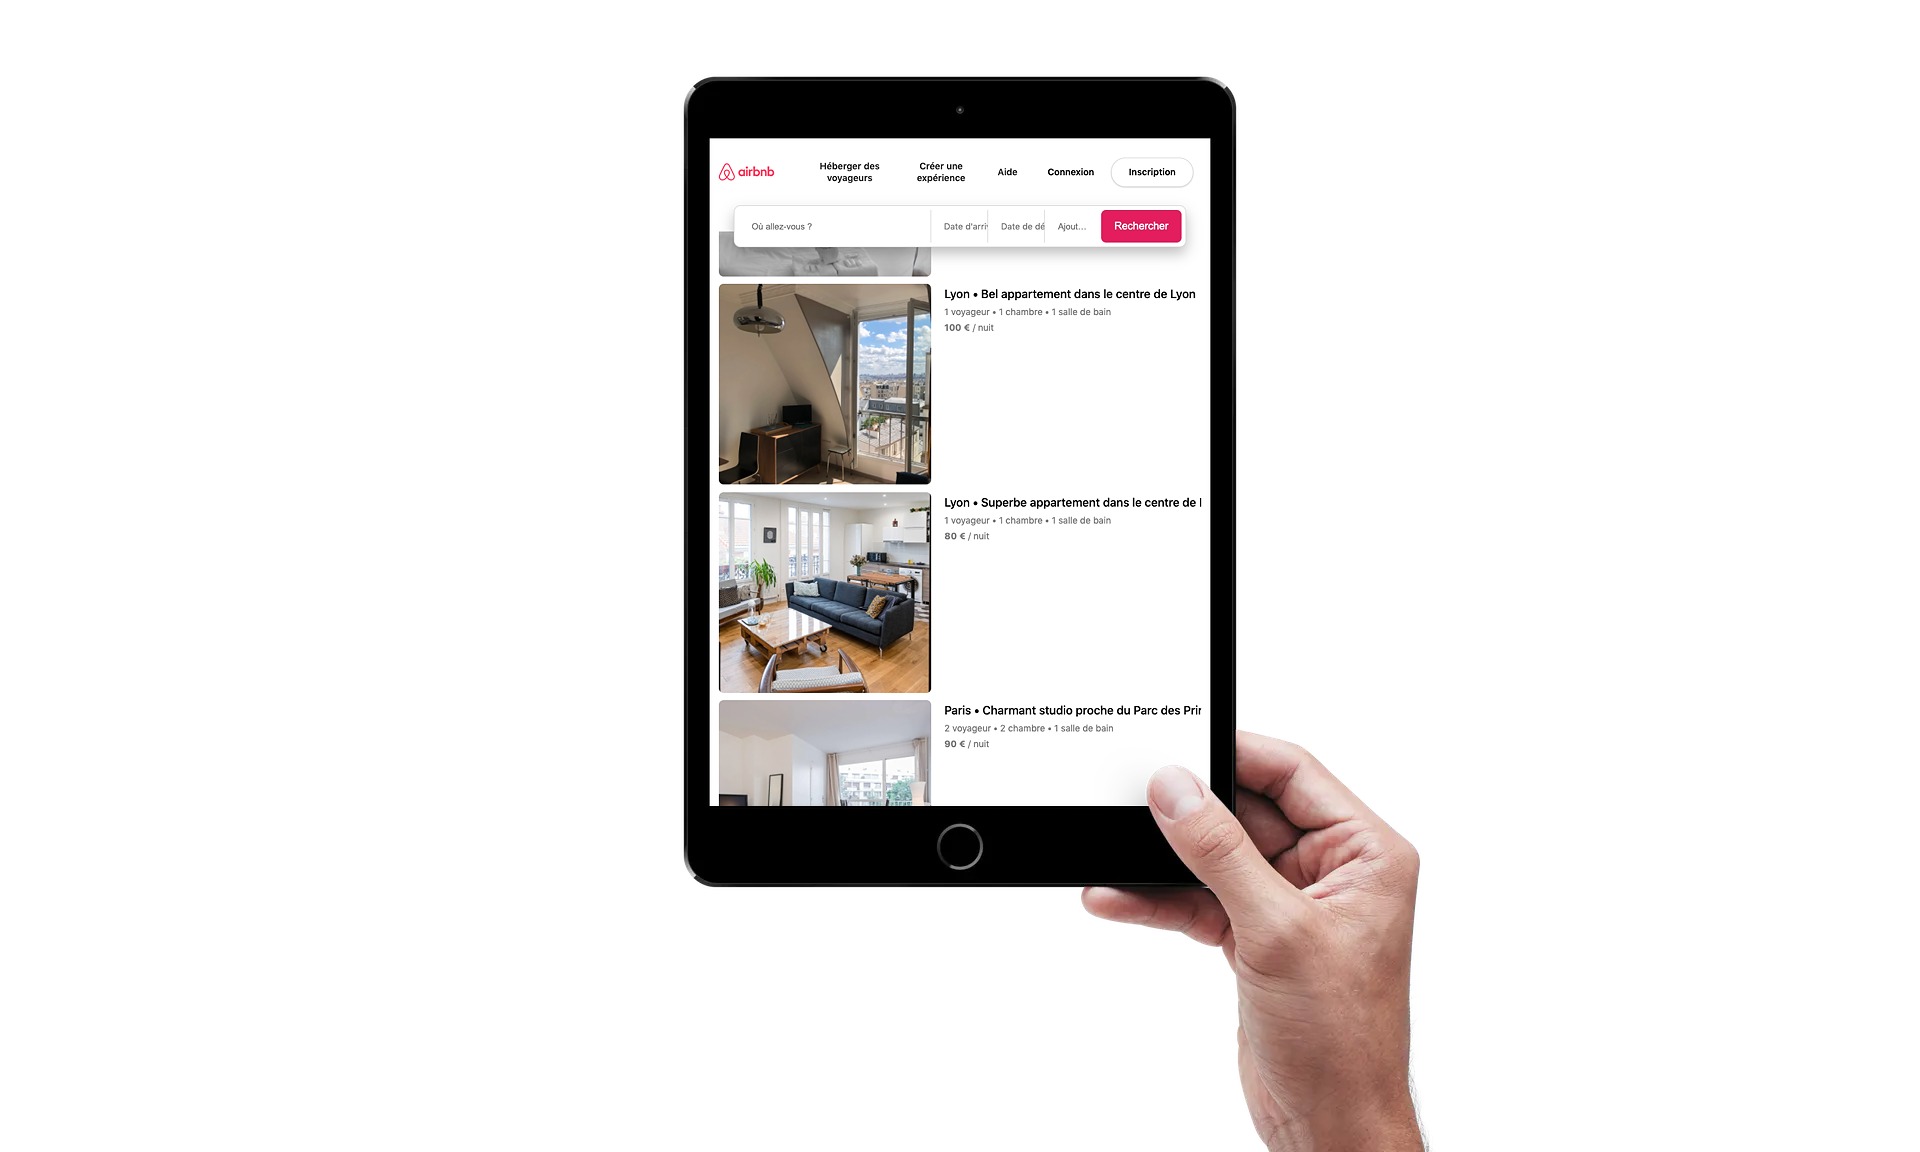 airbnb
Héberger des
voyageurs
Créer une
expérience
Aide
Connexion
Inscription
Où allez-vous ?
Date d'arri
Date de dé
Ajout...
Rechercher
Lyon • Bel appartement dans le centre de Lyon
1 voyageur • 1 chambre • 1 salle de bain
100 € / nuit
Lyon • Superbe appartement dans le centre de
1 voyageur • 1 chambre • 1 salle de bain
80 € / nuit
Paris • Charmant studio proche du Parc des Prin
2 voyageur • 2 chambre • 1 salle de bain
90 € / nuit